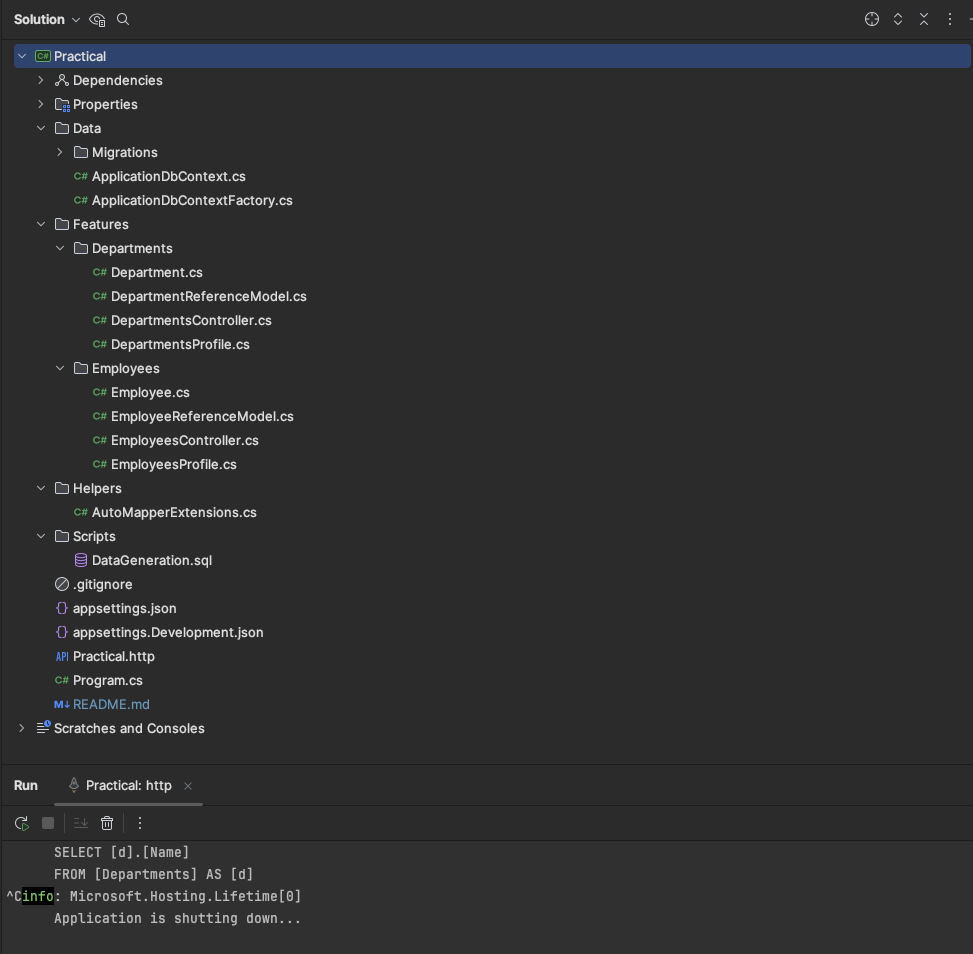 Solution
C# Practical
Dependencies
Properties
Data
Migrations
C# ApplicationDbContext.cs
C# ApplicationDbContextFactory.cs
Features
Departments
C# Department.cs
C# DepartmentReferenceModel.cs
C# DepartmentsController.cs
C# DepartmentsProfile.cs
Employees
C# Employee.cs
C# EmployeeReferenceModel.cs
C# EmployeesController.cs
C# EmployeesProfile.cs
Helpers
C# AutoMapperExtensions.cs
Scripts
DataGeneration.sql
.gitignore
{} appsettings.json
{} appsettings.Development.json
API Practical.http
C# Program.cs
M↓ README.md
Scratches and Consoles
Run Practical: http
SELECT [d].[Name]
FROM [Departments] AS [d]
^Cinfo: Microsoft.Hosting.Lifetime[0]
Application is shutting down...